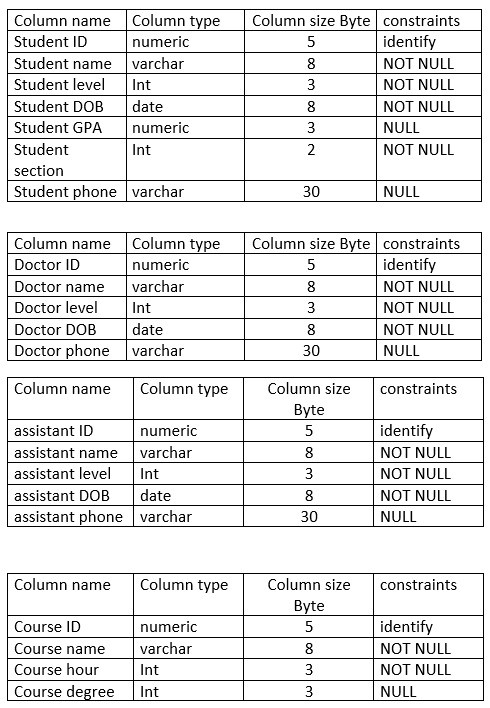 Column name Column type Column size Byte constraints
Student ID numeric 5 identify
Student name varchar 8 NOT NULL
Student level Int 3 NOT NULL
Student DOB date 8 NOT NULL
Student GPA numeric 3 NULL
Student Int 2 NOT NULL
section
Student phone varchar 30 NULL
Column name Column type Column size Byte constraints
Doctor ID numeric 5 identify
Doctor name varchar 8 NOT NULL
Doctor level Int 3 NOT NULL
Doctor DOB date 8 NOT NULL
Doctor phone varchar 30 NULL
Column name Column type Column size constraints
Byte
assistant ID numeric 5 identify
assistant name varchar 8 NOT NULL
assistant level Int 3 NOT NULL
assistant DOB date 8 NOT NULL
assistant phone varchar 30 NULL
Column name Column type Column size constraints
Byte
Course ID numeric 5 identify
Course name varchar 8 NOT NULL
Course hour Int 3 NOT NULL
Course degree Int 3 NULL